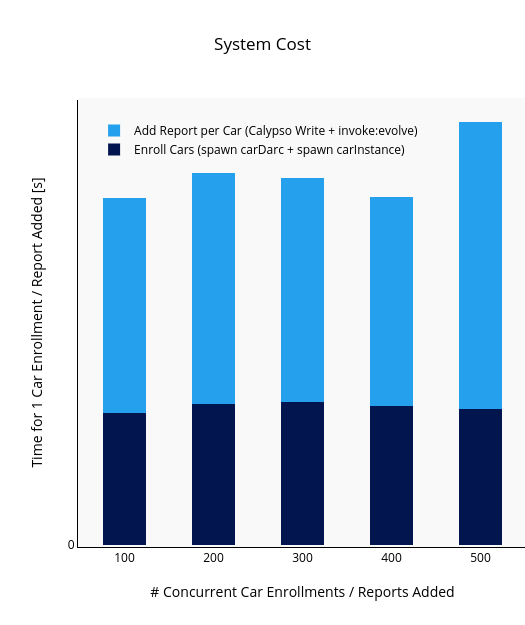 System Cost
Add Report per Car (Calypso Write + invoke:evolve)
Enroll Cars (spawn carDarc + spawn carInstance)
Time for 1 Car Enrollment / Report Added [s]
0
100 200 300 400 500
# Concurrent Car Enrollments / Reports Added